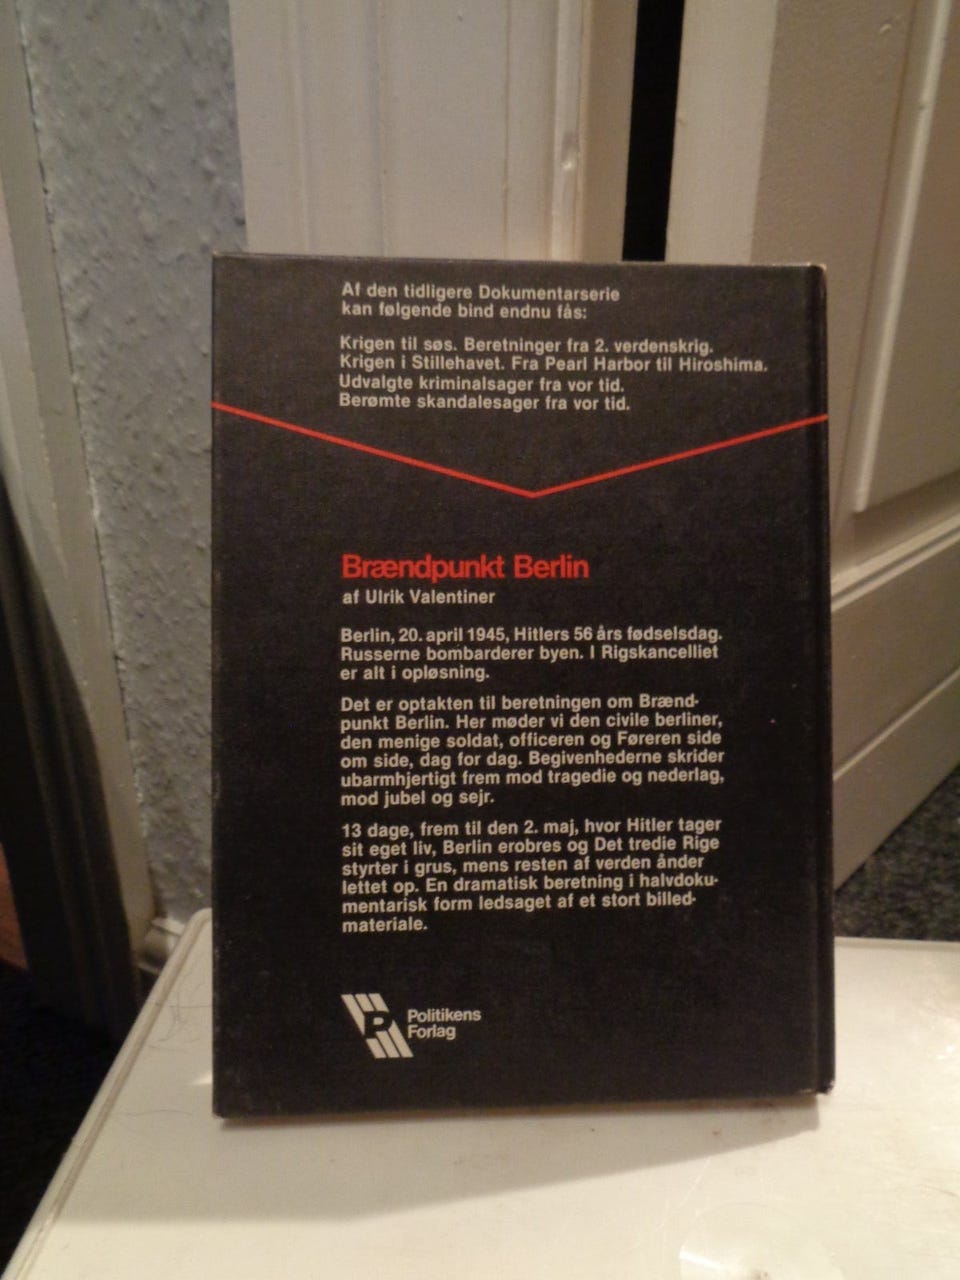 Af den tidligere Dokumentarserie
kan følgende bind endnu fås:
Krigen til søs. Beretninger fra 2. verdenskrig.
Krigen i Stillehavet. Fra Pearl Harbor til Hiroshima.
Udvalgte kriminalsager fra vor tid.
Berømte skandalesager fra vor tid.
Brændpunkt Berlin
af Ulrik Valentiner
Berlin, 20. april 1945, Hitlers 56 års fødselsdag.
Russerne bombarderer byen. I Rigskancelliet
er alt i opløsning.
Det er optakten til beretningen om Brænd-
punkt Berlin. Her møder vi den civile berliner,
den menige soldat, officeren og Føreren side
om side, dag for dag. Begivenhederne skrider
ubarmhjertigt frem mod tragedie og nederlag,
mod jubel og sejr.
13 dage, frem til den 2. maj, hvor Hitler tager
sit eget liv, Berlin erobres og Det tredie Rige
styrter i grus, mens resten af verden ånder
lettet op. En dramatisk beretning i halvdoku-
mentarisk form ledsaget af et stort billed-
materiale.
P Politikens
Forlag